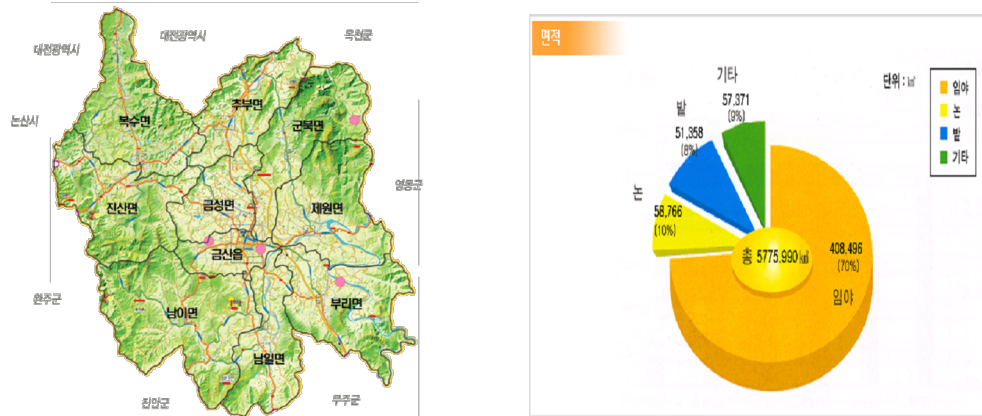 대전광역시
대전광역시
옥천군
논산시
추부면
복수면
군북면
영동군
진산면
금성면
제원면
금산읍
완주군
남이면
부리면
남일면
진안군
무주군
면적
단위 : ㎢
임야
논
밭
기타
기타
57,371
(9%)
밭
51,358
(8%)
논
58,766
(10%)
총 5775,990 ㎢
408,496
(70%)
임야